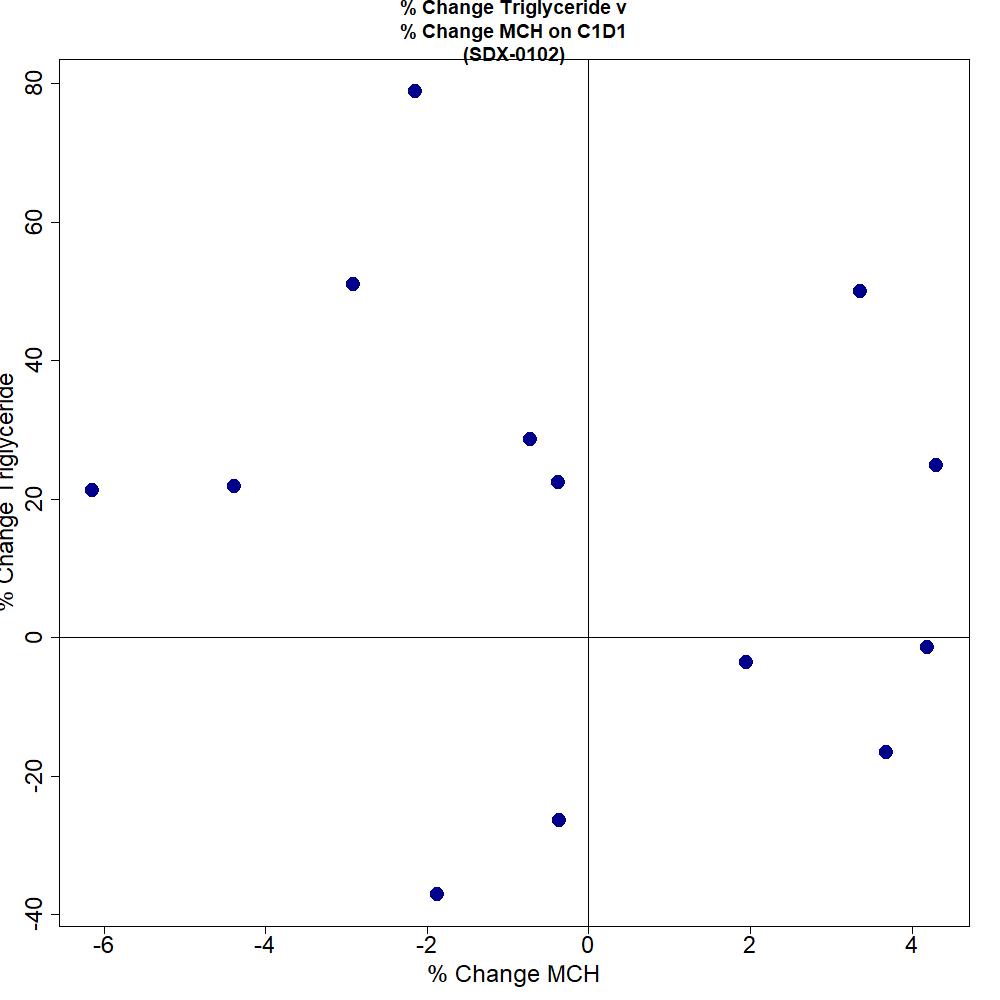 % Change Triglyceride v
% Change MCH on C1D1
(SDX-0102)
80
60
40
20
0
-20
-40
% Change Triglyceride
-6
-4
-2
0
2
4
% Change MCH